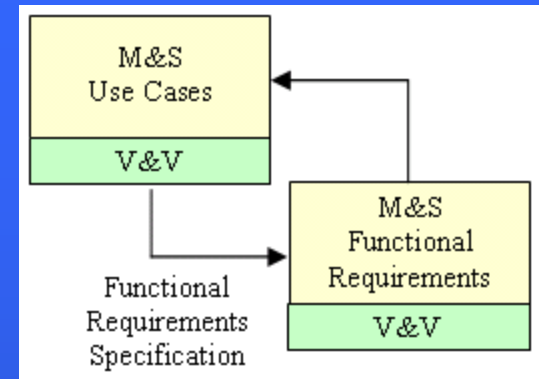 M&S
Use Cases
V&V
M&S
Functional
Requirements
V&V
Functional
Requirements
Specification